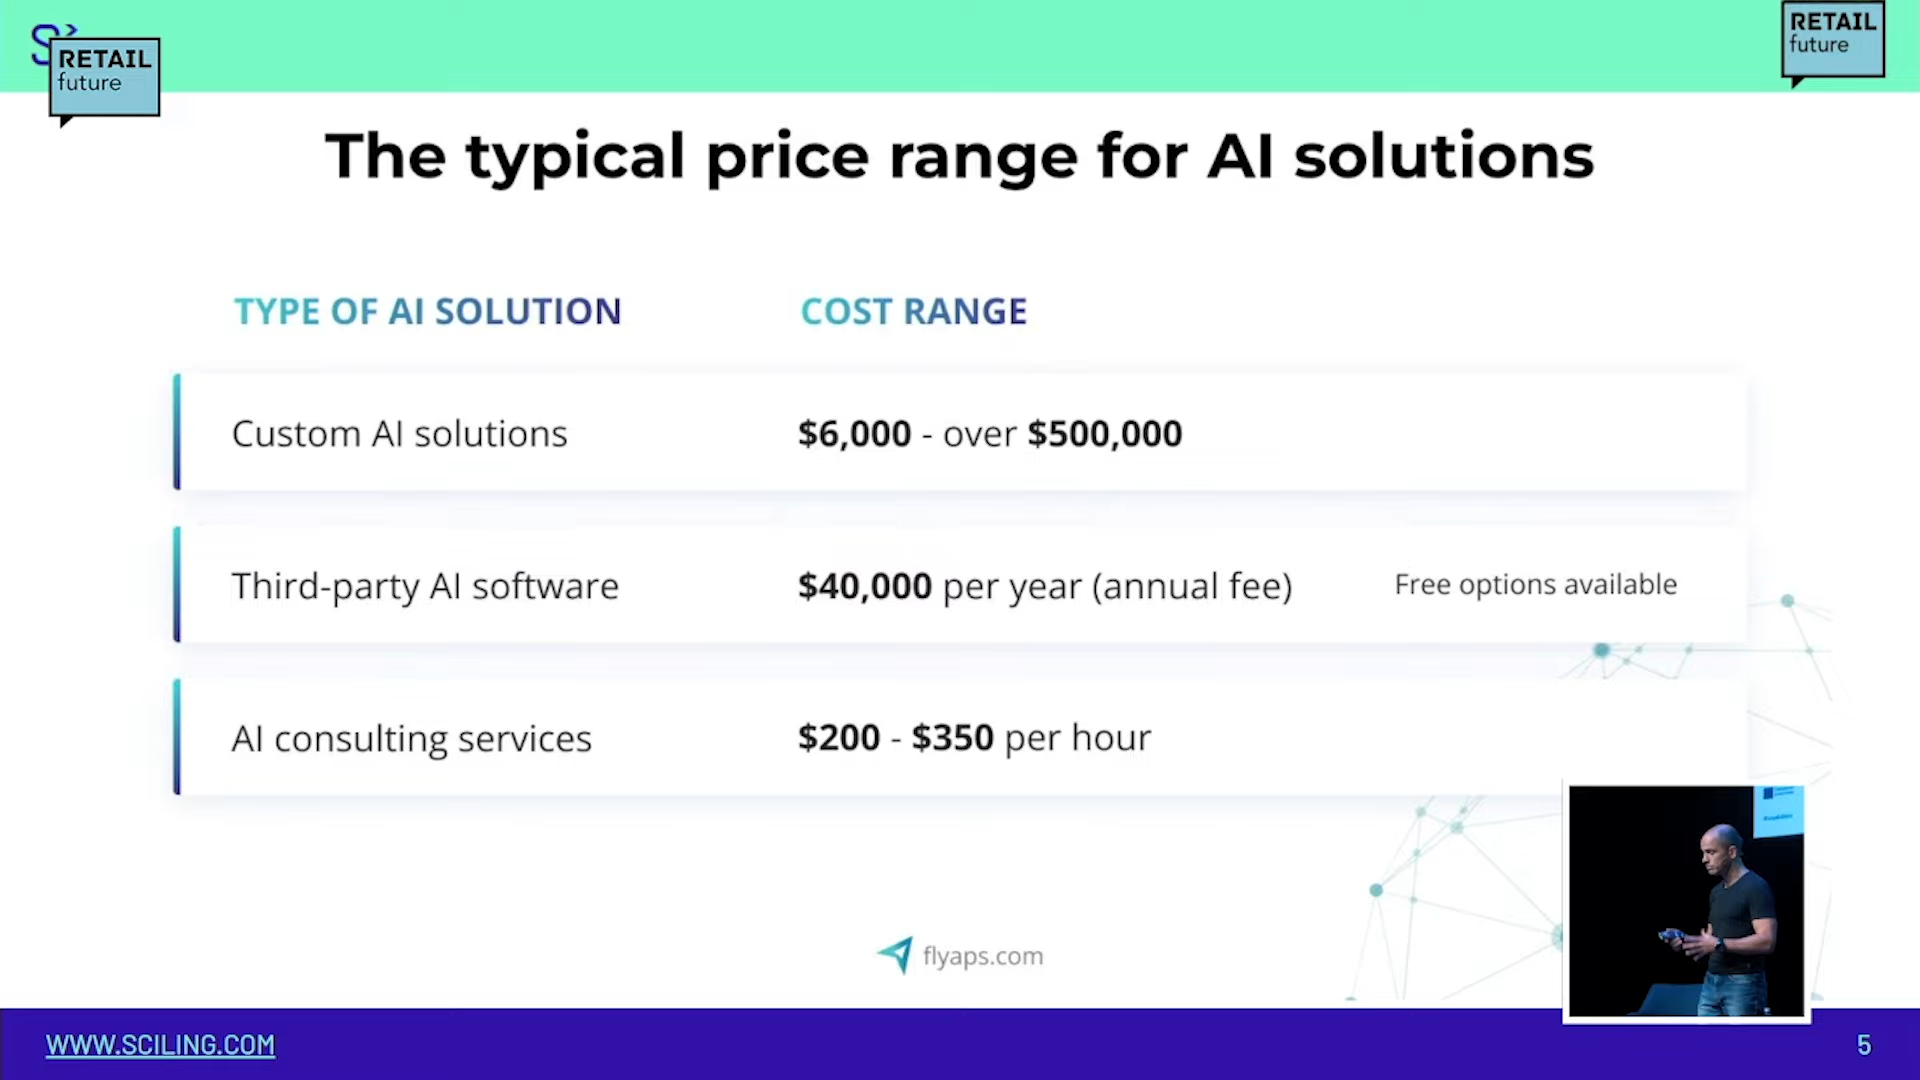 RETAIL
future
RETAIL
future
The typical price range for AI solutions
TYPE OF AI SOLUTION COST RANGE
Custom AI solutions $6,000 - over $500,000
Third-party AI software $40,000 per year (annual fee) Free options available
AI consulting services $200 - $350 per hour
flyaps.com
WWW.SCILING.COM 5